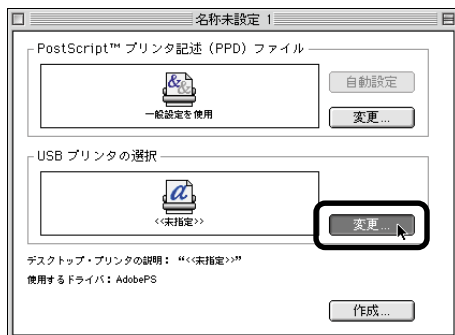 名称未設定 1
PostScript™ プリンタ記述（PPD）ファイル
一般設定を使用
自動設定
変更...
USB プリンタの選択
<<未指定>>
変更...
デスクトップ・プリンタの説明： “<<未指定>>”
使用するドライバ： AdobePS
作成...